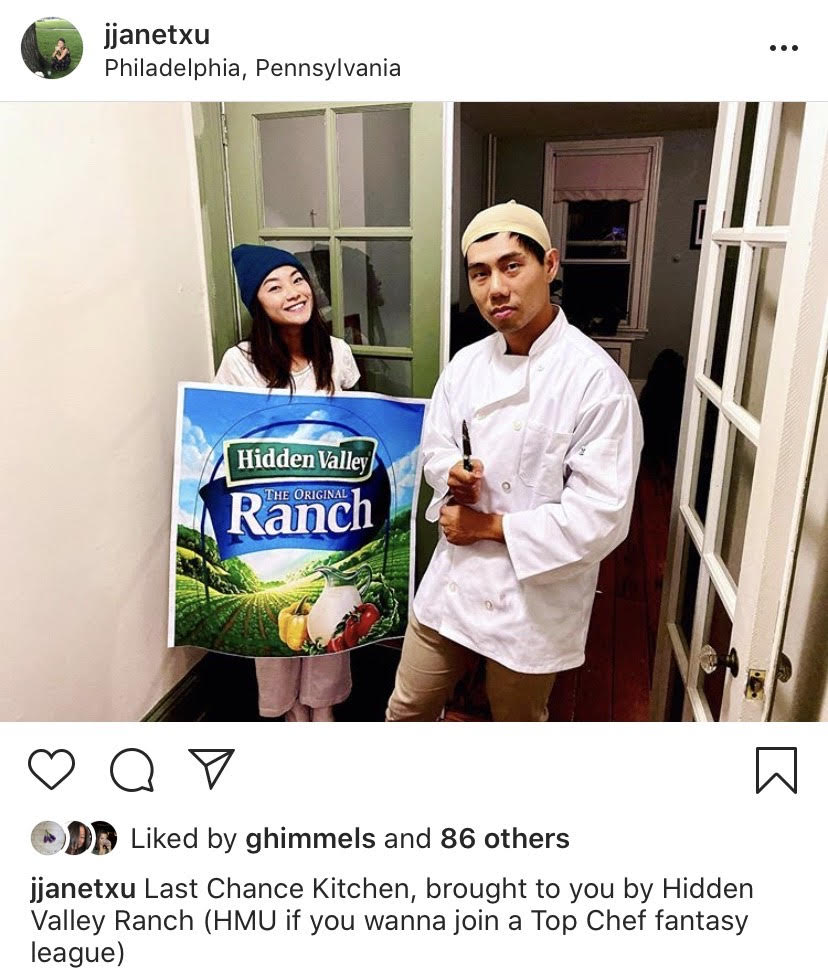 jjanetxu
Philadelphia, Pennsylvania
Hidden Valley
THE ORIGINAL
Ranch
Liked by ghimmels and 86 others
jjanetxu Last Chance Kitchen, brought to you by Hidden
Valley Ranch (HMU if you wanna join a Top Chef fantasy
league)